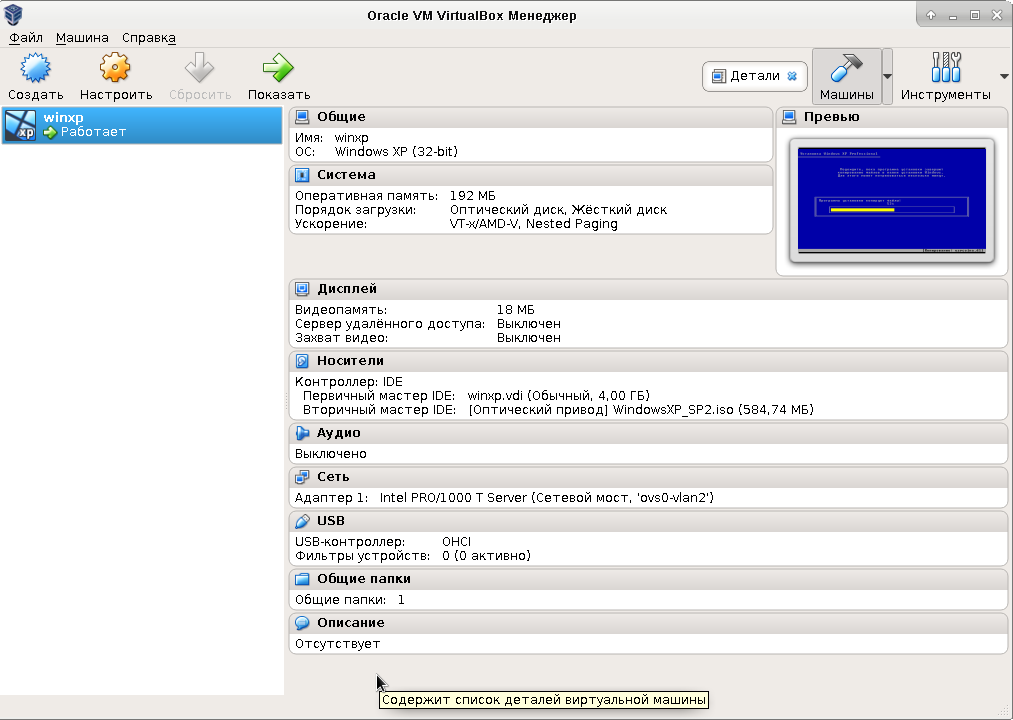 Oracle VM VirtualBox Менеджер
Файл Машина Справка
Создать Настроить Сбросить Показать Детали Машины Инструменты
winxp
Работает
Общие
Имя: winxp
ОС: Windows XP (32-bit)
Система
Оперативная память: 192 МБ
Порядок загрузки: Оптический диск, Жёсткий диск
Ускорение: VT-x/AMD-V, Nested Paging
Превью
Дисплей
Видеопамять: 18 МБ
Сервер удалённого доступа: Выключен
Захват видео: Выключен
Носители
Контроллер: IDE
Первичный мастер IDE: winxp.vdi (Обычный, 4,00 ГБ)
Вторичный мастер IDE: [Оптический привод] WindowsXP_SP2.iso (584,74 МБ)
Аудио
Выключено
Сеть
Адаптер 1: Intel PRO/1000 T Server (Сетевой мост, 'ovs0-vlan2')
USB
USB-контроллер: OHCI
Фильтры устройств: 0 (0 активно)
Общие папки
Общие папки: 1
Описание
Отсутствует
Содержит список деталей виртуальной машины